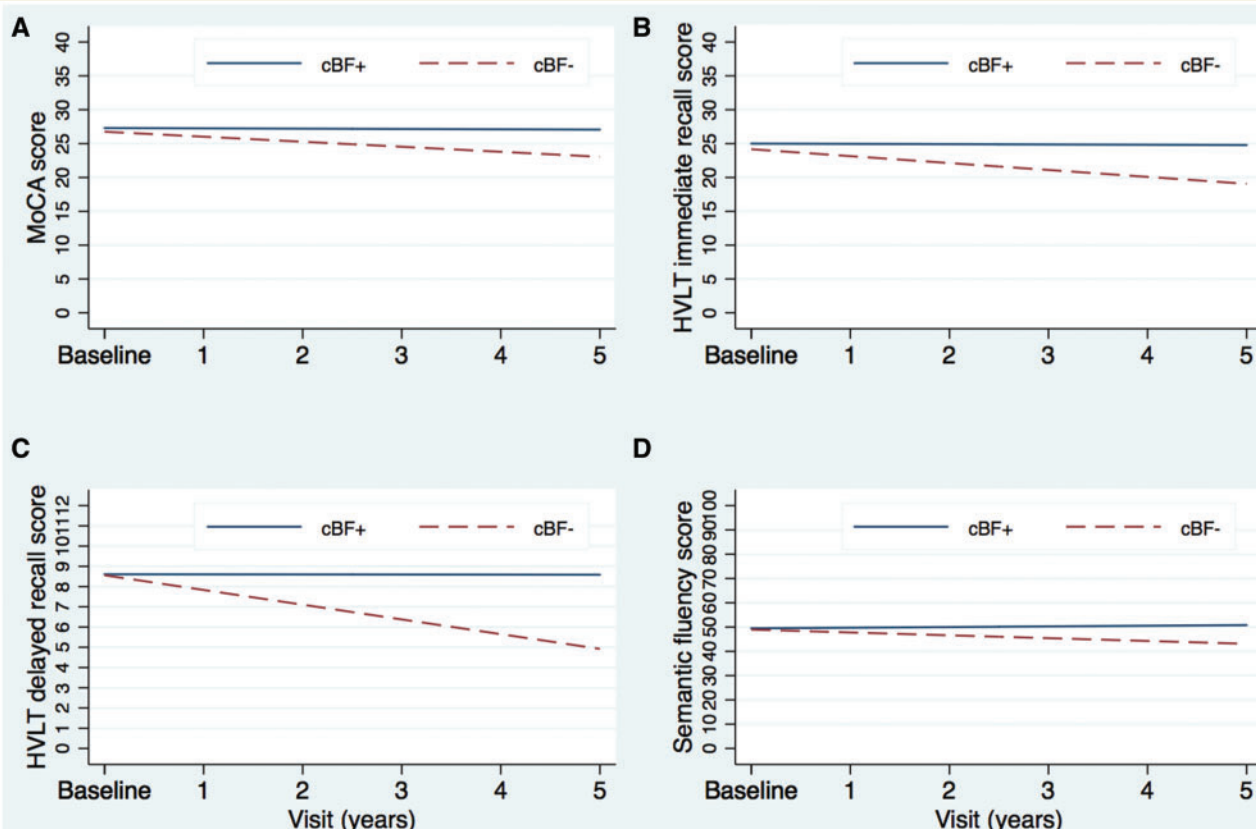 A
MoCA score
40
35
30
25
20
15
10
5
0
cBF+ cBF-
Baseline 1 2 3 4 5
B
HVLT immediate recall score
40
35
30
25
20
15
10
5
0
cBF+ cBF-
Baseline 1 2 3 4 5
C
HVLT delayed recall score
12
11
10
9
8
7
6
5
4
3
2
1
0
cBF+ cBF-
Baseline 1 2 3 4 5
Visit (years)
D
Semantic fluency score
100
90
80
70
60
50
40
30
20
10
0
cBF+ cBF-
Baseline 1 2 3 4 5
Visit (years)